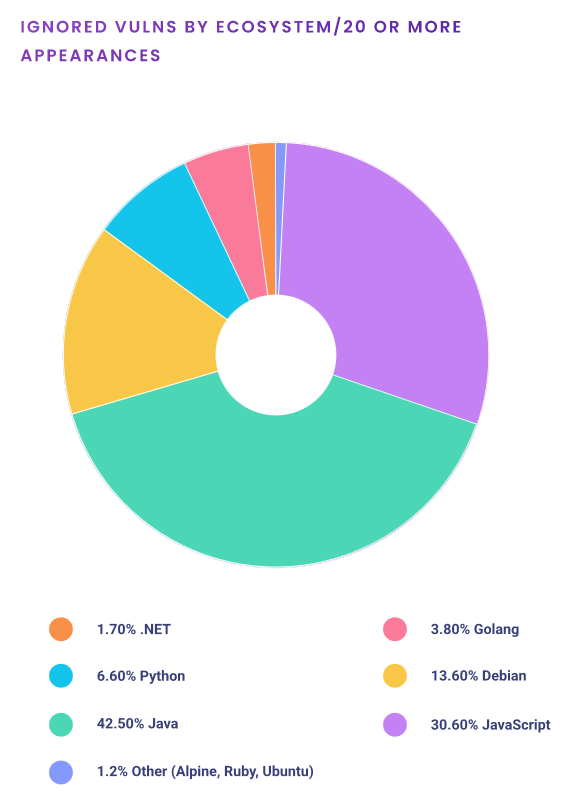 IGNORED VULNS BY ECOSYSTEM/20 OR MORE
APPEARANCES
1.70% .NET
3.80% Golang
6.60% Python
13.60% Debian
42.50% Java
30.60% JavaScript
1.2% Other (Alpine, Ruby, Ubuntu)